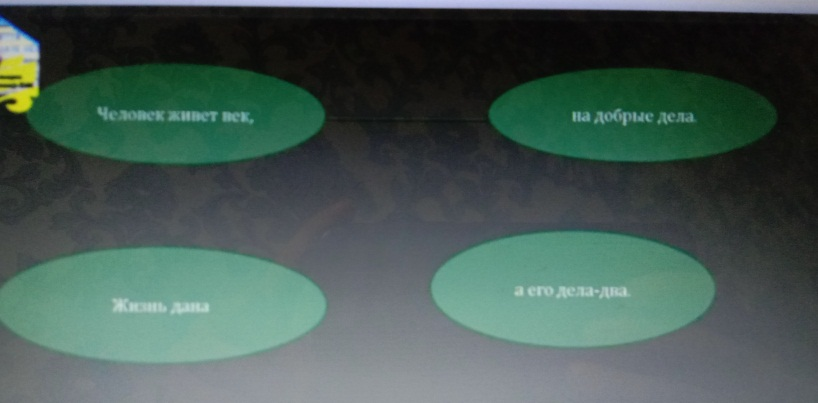 Человек живет век,
на добрые дела.
Жизнь дана
а его дела-два.